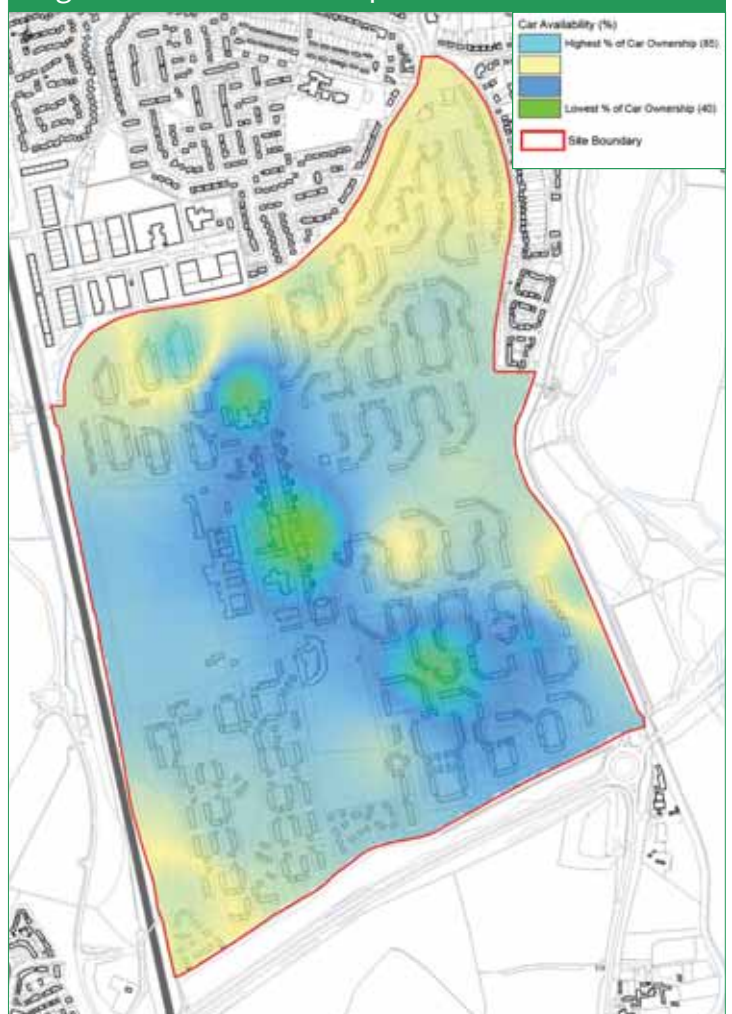 Car Availability (%)
Highest % of Car Ownership (85)
Lowest % of Car Ownership (40)
Site Boundary